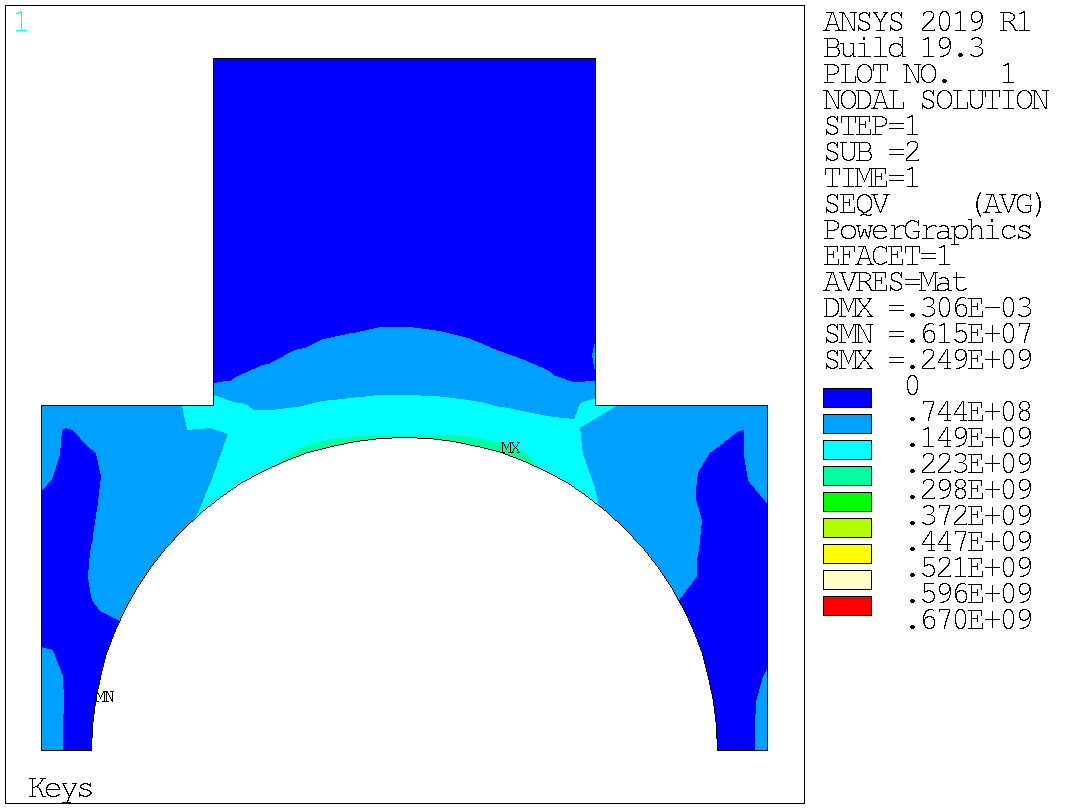 1
ANSYS 2019 R1
Build 19.3
PLOT NO. 1
NODAL SOLUTION
STEP=1
SUB =2
TIME=1
SEQV (AVG)
PowerGraphics
EFACET=1
AVRES=Mat
DMX =.306E-03
SMN =.615E+07
SMX =.249E+09
0
.744E+08
.149E+09
.223E+09
.298E+09
.372E+09
.447E+09
.521E+09
.596E+09
.670E+09
MX
MN
Keys